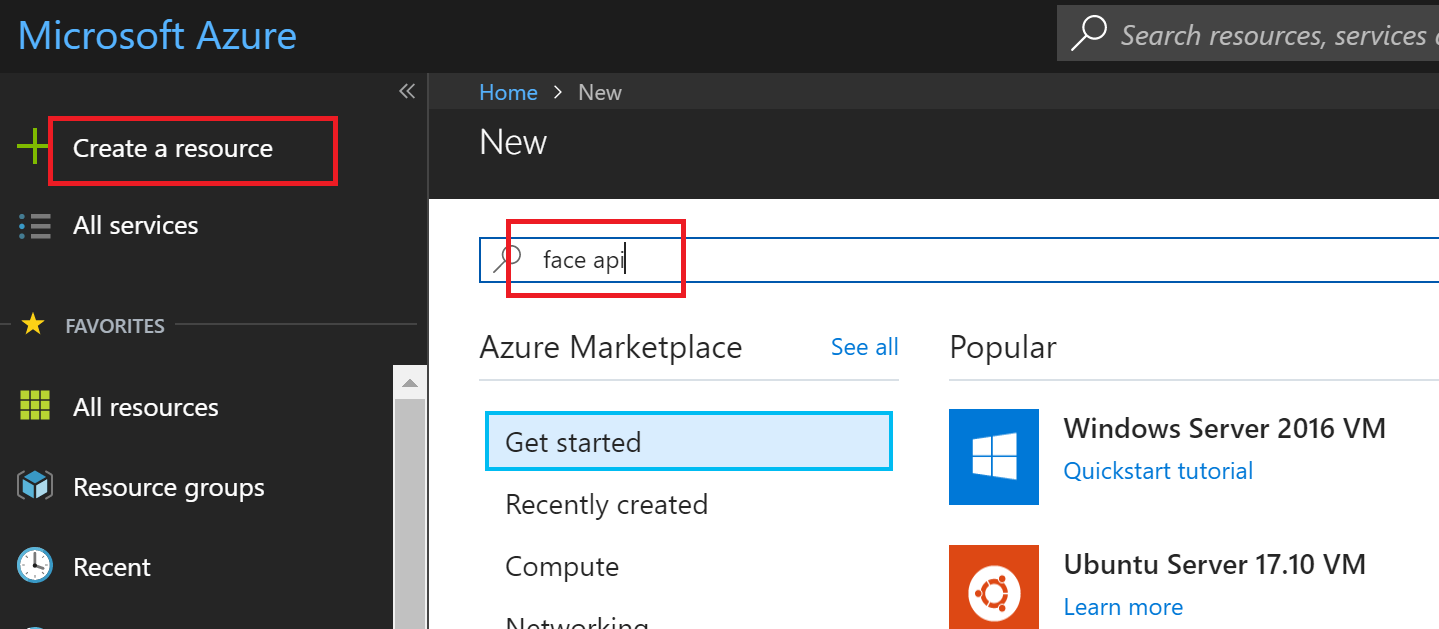 Microsoft Azure
Search resources, services
Home > New
New
Create a resource
All services
FAVORITES
All resources
Resource groups
Recent
face api
Azure Marketplace
See all
Get started
Recently created
Compute
Networking
Popular
Windows Server 2016 VM
Quickstart tutorial
Ubuntu Server 17.10 VM
Learn more